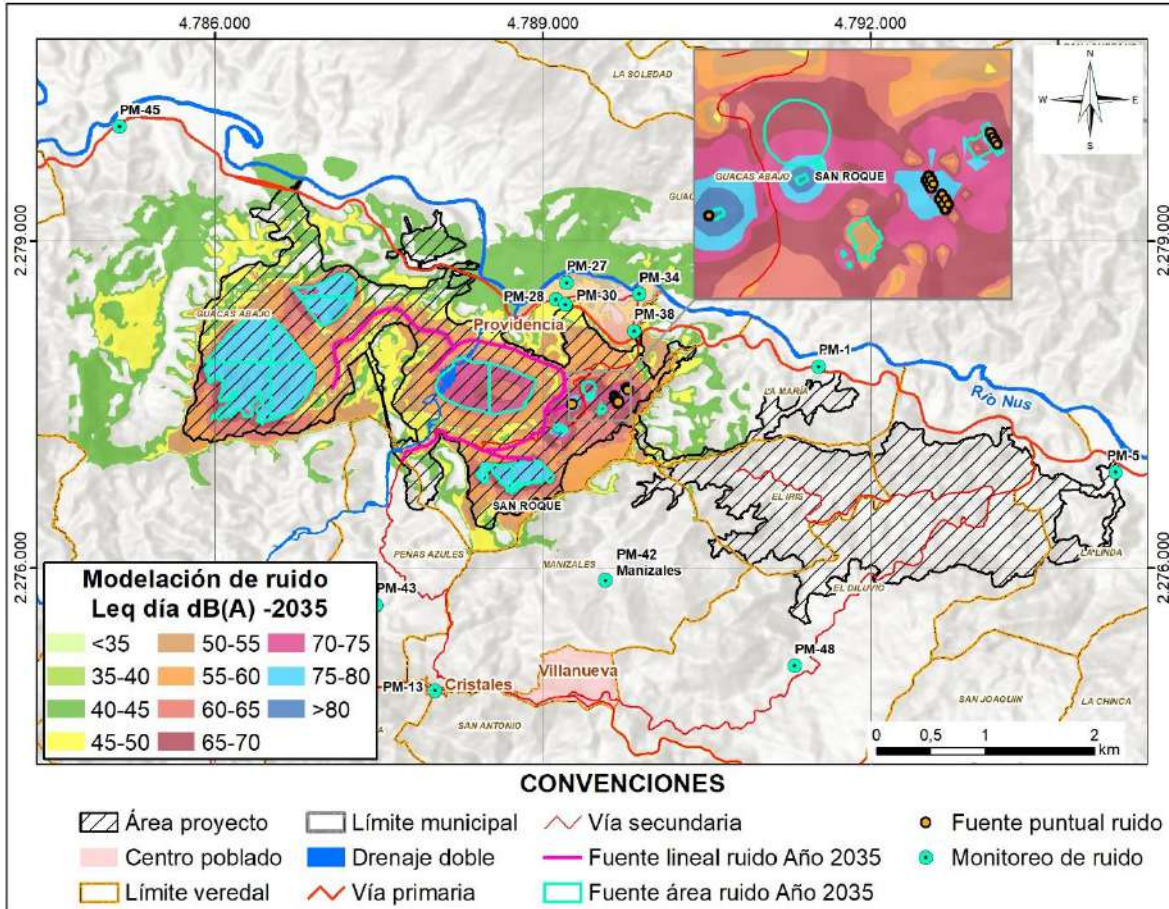 4.786.000
4.789.000
4.792.000
LA SOLEDAD
PM-45
N
W
E
S
GUACAS ABAJO
SAN ROQUE
2.279.000
2.279.000
PM-27
PM-34
PM-28
PM-30
GUACAS ABAJO
Providencia
PM-38
PM-1
LA MARÍA
Río Nus
PM-5
EL IRIS
SAN ROQUE
LA LINDA
PEÑAS AZULES
MANIZALES
PM-42
Manizales
2.276.000
2.276.000
EL DILUVIO
PM-43
PM-48
Villanueva
PM-13
Cristales
SAN JOAQUIN
LA CHINCA
SAN ANTONIO
Modelación de ruido
Leq día dB(A) -2035
<35
50-55
70-75
35-40
55-60
75-80
40-45
60-65
>80
45-50
65-70
0
0,5
1
2
km
CONVENCIONES
Área proyecto
Límite municipal
Vía secundaria
Fuente puntual ruido
Centro poblado
Drenaje doble
Fuente lineal ruido Año 2035
Monitoreo de ruido
Límite veredal
Vía primaria
Fuente área ruido Año 2035